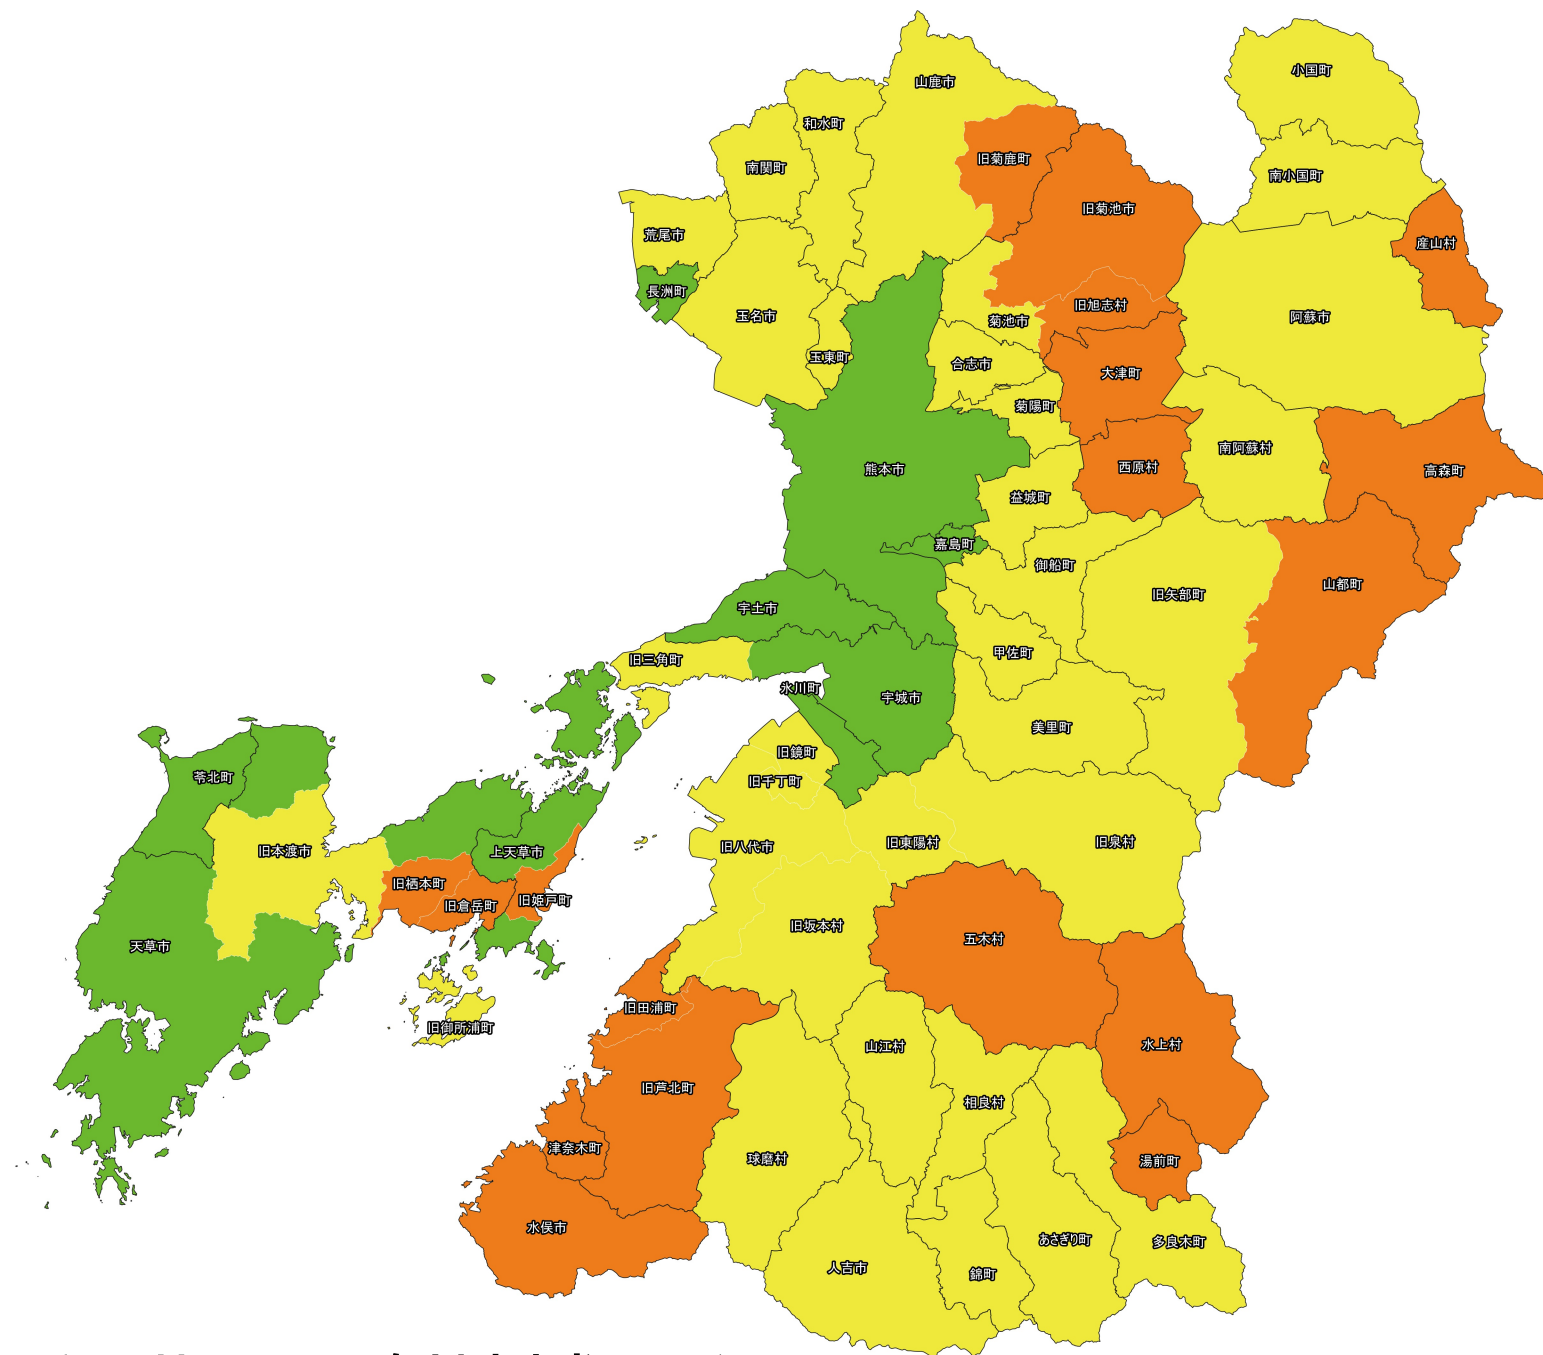 小国町
山鹿市
和水町
旧菊鹿町
南関町
南小国町
旧菊池市
荒尾市
産山村
長洲町
旧旭志村
玉名市
阿蘇市
菊池市
玉東町
合志市
大津町
菊陽町
南阿蘇村
熊本市
西原村
高森町
益城町
嘉島町
御船町
山都町
旧矢部町
宇土市
甲佐町
旧三角町
氷川町
宇城市
美里町
旧鏡町
苓北町
旧千丁町
旧本渡市
上天草市
旧八代市
旧東陽村
旧泉村
旧栖本町
旧倉岳町
旧姫戸町
旧坂本村
五木村
天草市
旧田浦町
旧御所浦町
山江村
水上村
旧芦北町
相良村
津奈木町
球磨村
湯前町
水俣市
あさぎり町
多良木町
人吉市
錦町